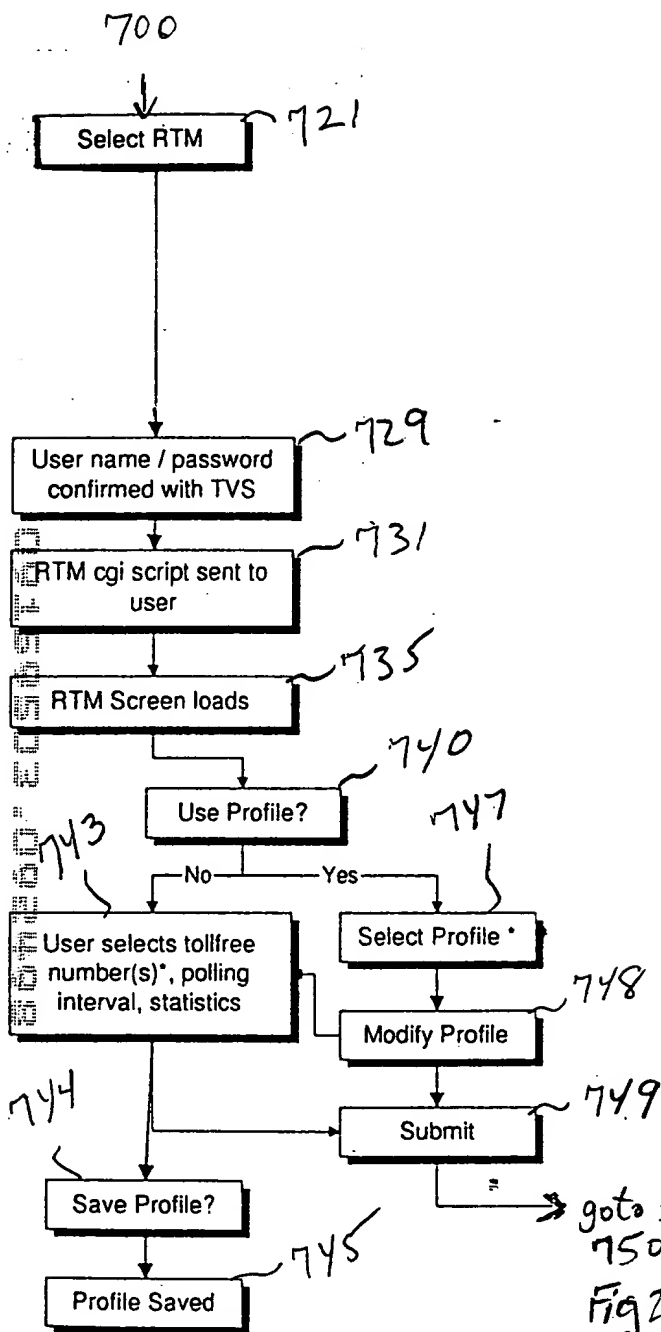 700
Select RTM
721
User name / password
confirmed with TVS
729
RTM cgi script sent to
user
731
RTM Screen loads
735
Use Profile?
740
No
Yes
743
747
User selects tollfree
number(s)*, polling
interval, statistics
Select Profile *
Modify Profile
748
Submit
749
744
Save Profile?
goto
750
Fig 2
745
Profile Saved